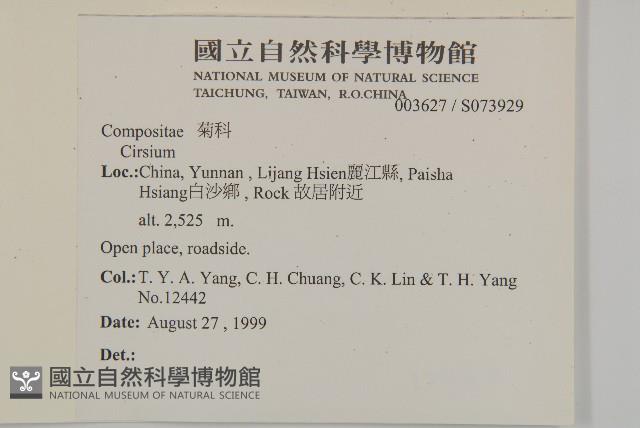 國立自然科學博物館
NATIONAL MUSEUM OF NATURAL SCIENCE
TAICHUNG, TAIWAN, R.O.CHINA
003627 / S073929
Compositae 菊科
Cirsium
Loc.:China, Yunnan , Lijang Hsien麗江縣, Paisha
Hsiang白沙鄉 , Rock 故居附近
alt. 2,525 m.
Open place, roadside.
Col.: T. Y. A. Yang, C. H. Chuang, C. K. Lin & T. H. Yang
No.12442
Date: August 27 , 1999
Det.:
國立自然科學博物館
NATIONAL MUSEUM OF NATURAL SCIENCE